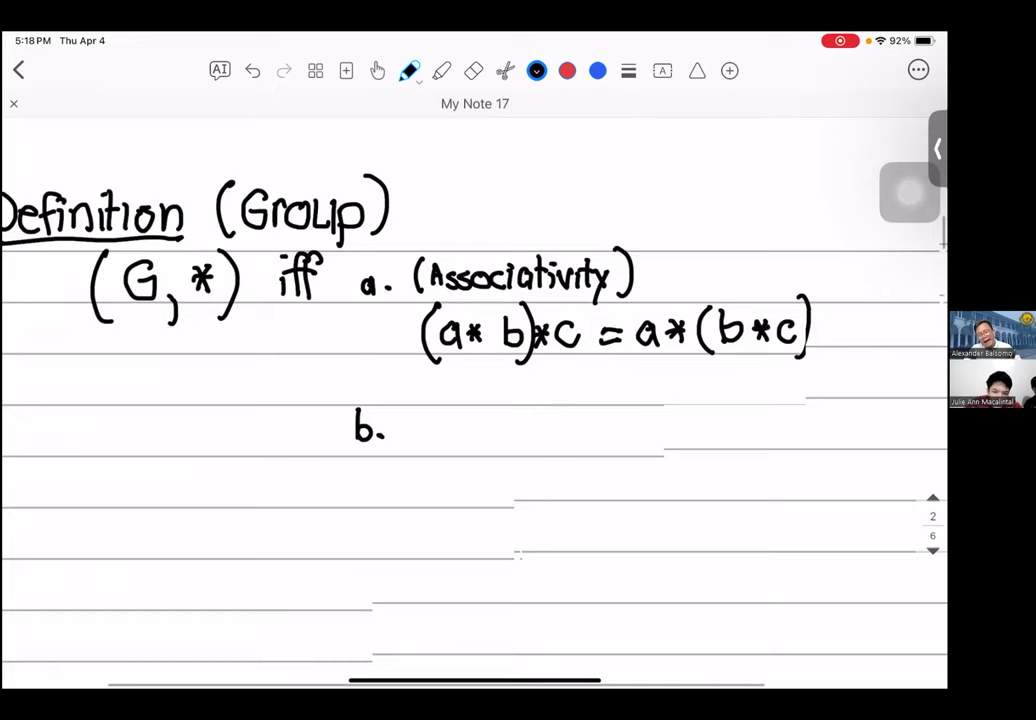 5:18 PM Thu Apr 4
92%
AI
A
My Note 17
Definition (Group)
(G, *) iff a. (Associativity)
(a* b)*c = a*(b*c)
b.
Alexander Balsomo
Julie Ann Macalintal
2
6